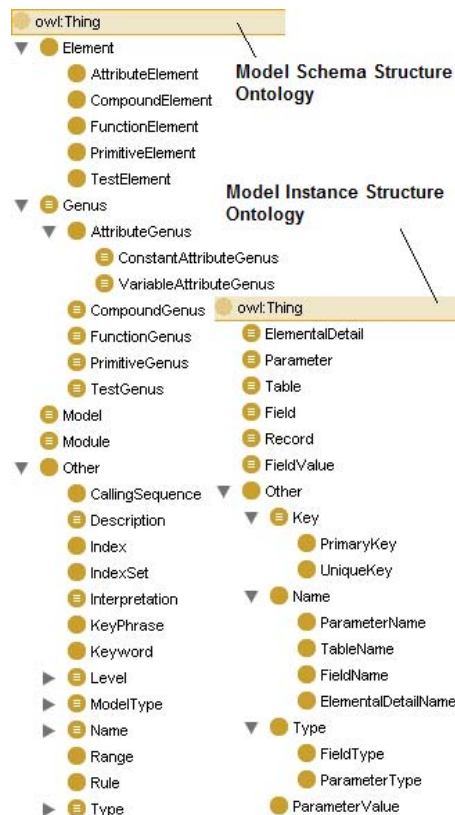 owl:Thing
Element
AttributeElement
CompoundElement
FunctionElement
PrimitiveElement
TestElement
Genus
AttributeGenus
ConstantAttributeGenus
VariableAttributeGenus
CompoundGenus
FunctionGenus
PrimitiveGenus
TestGenus
Model
Module
Other
CallingSequence
Description
Index
IndexSet
Interpretation
KeyPhrase
Keyword
Level
ModelType
Name
Range
Rule
Type
Model Schema Structure
Ontology
Model Instance Structure
Ontology
owl:Thing
ElementalDetail
Parameter
Table
Field
Record
FieldValue
Other
Key
PrimaryKey
UniqueKey
Name
ParameterName
TableName
FieldName
ElementalDetailName
Type
FieldType
ParameterType
ParameterValue